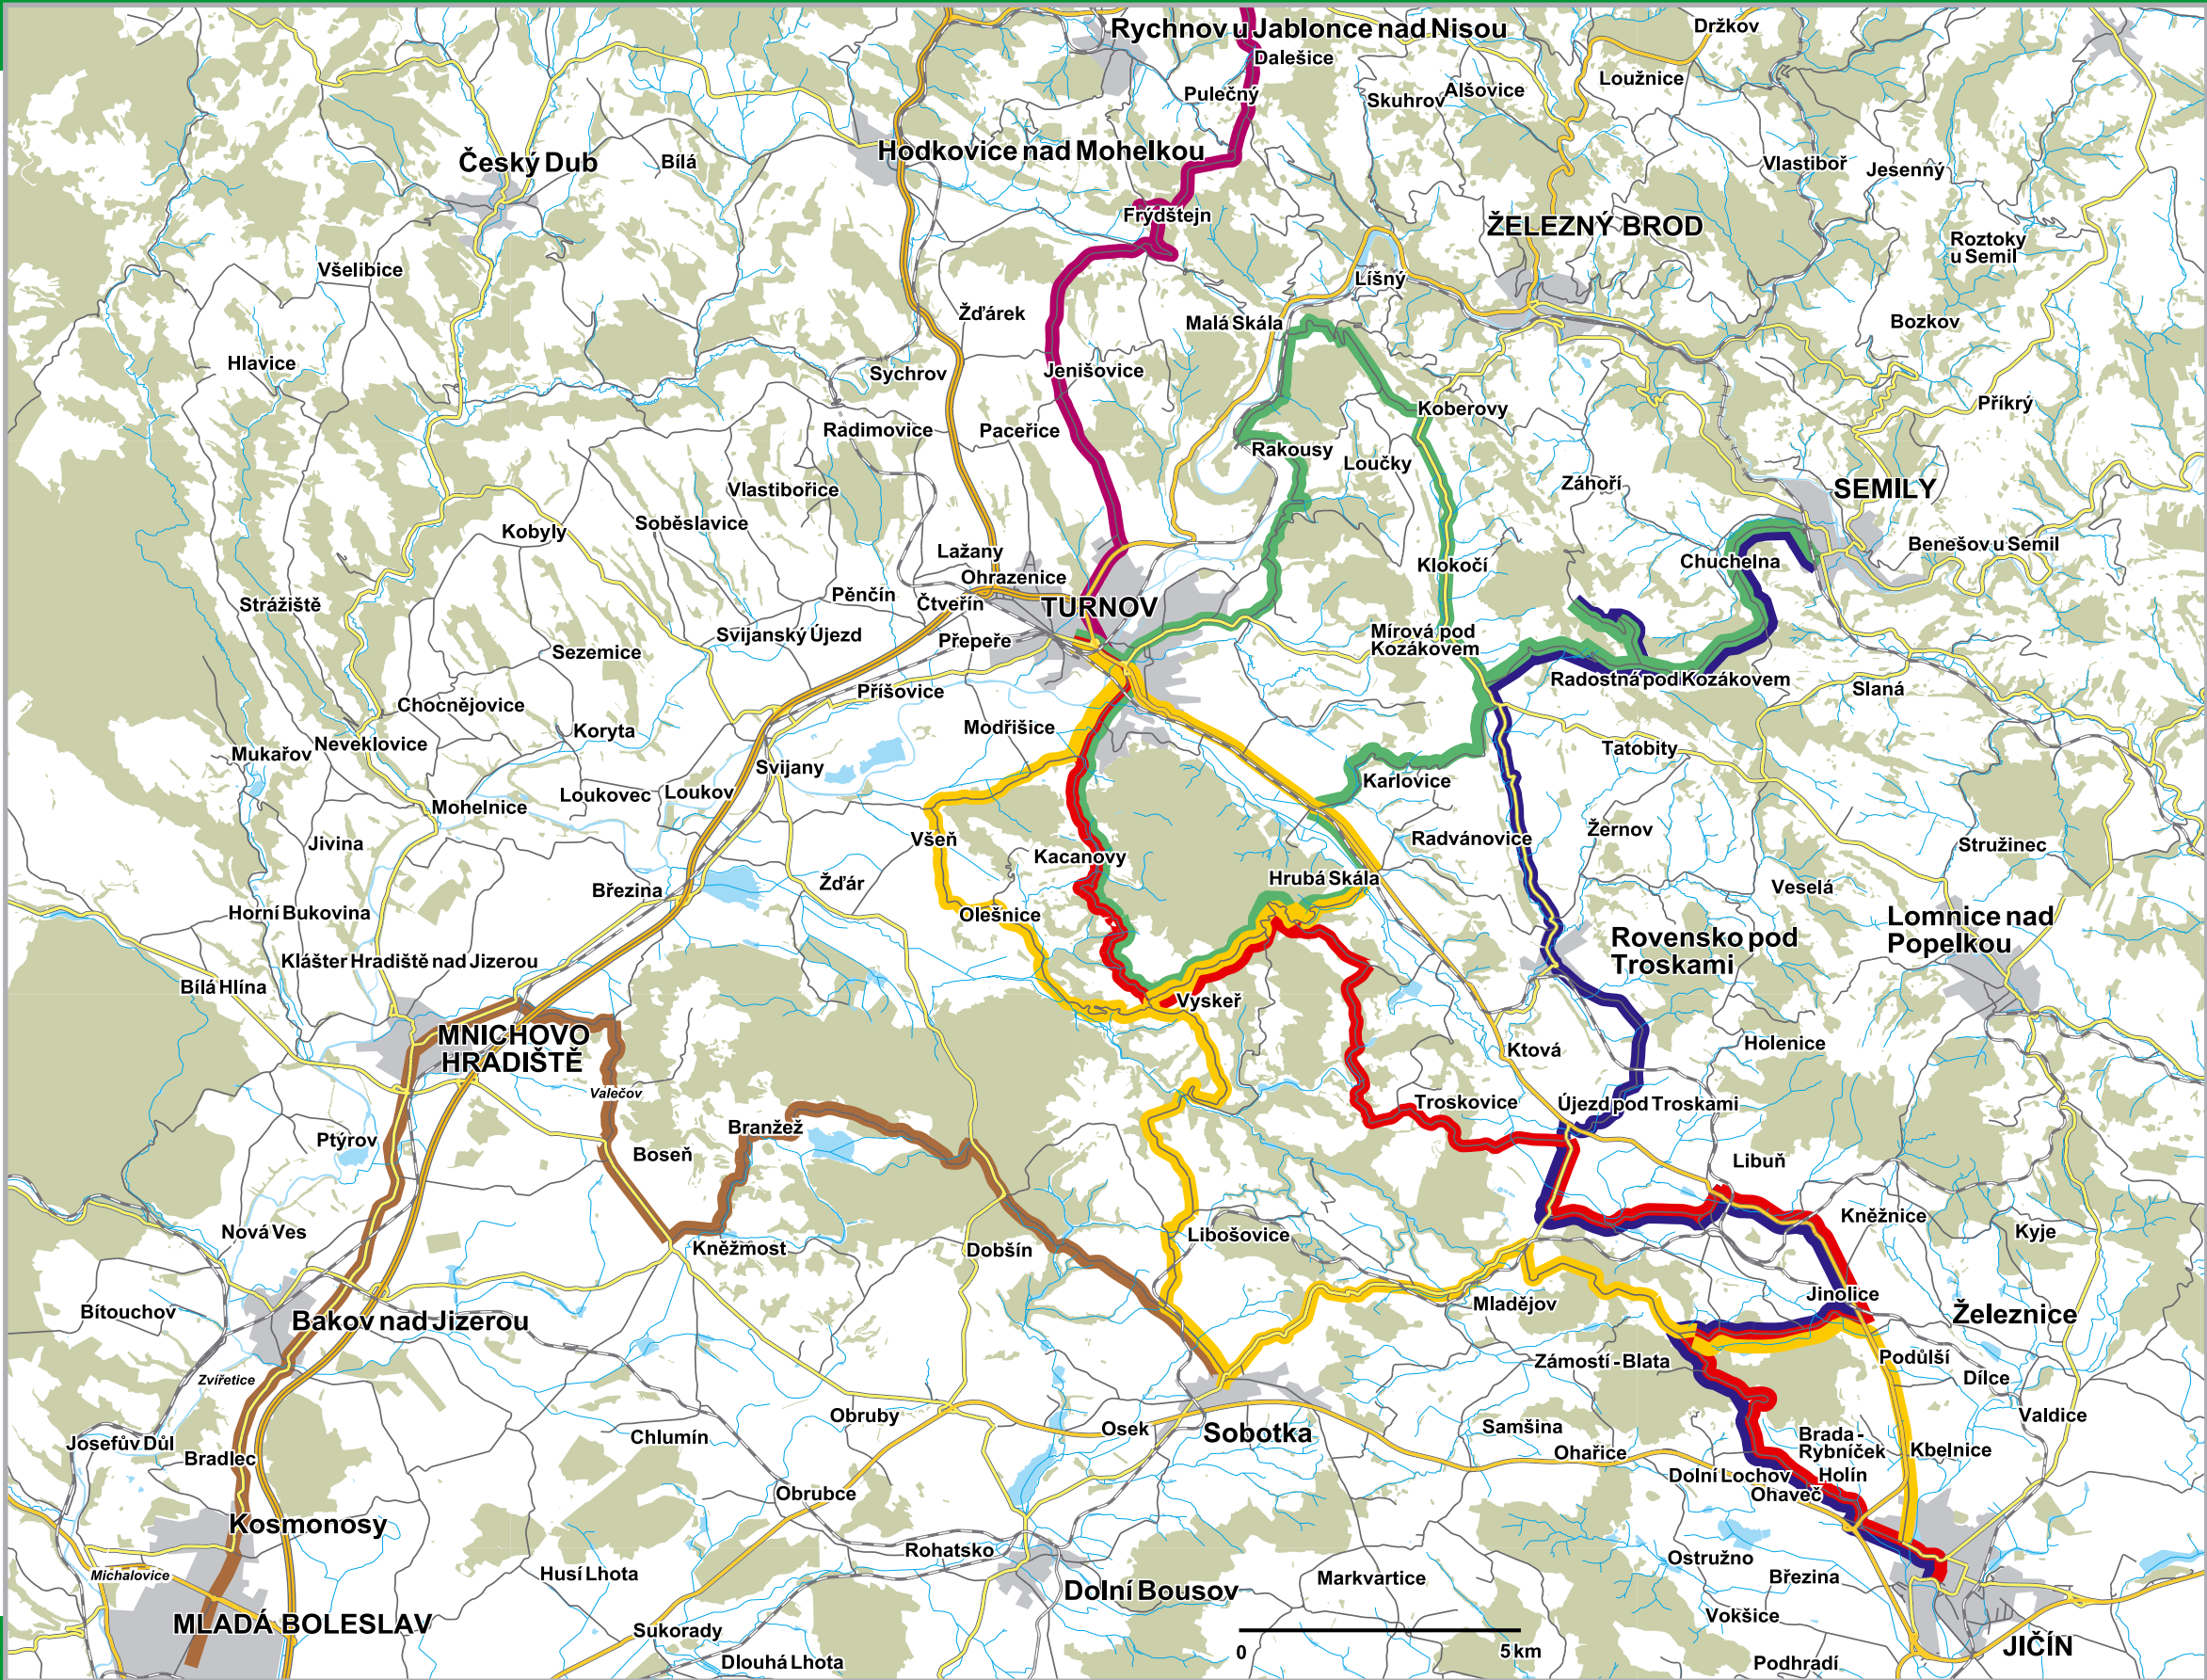 Rychnov u Jablonce nad Nisou
Držkov
Dalešice
Loužnice
Pulečný
Skuhrov
Alšovice
Český Dub
Bílá
Hodkovice nad Mohelkou
Vlastiboř
Jesenný
Frýdštejn
ŽELEZNÝ BROD
Roztoky
u Semil
Všelibice
Líšný
Žďárek
Malá Skála
Bozkov
Hlavice
Sychrov
Jenišovice
Koberovy
Příkrý
Radimovice
Paceřice
Rakousy
Loučky
Záhoří
SEMILY
Vlastibořice
Soběslavice
Kobyly
Lažany
Benešov u Semil
Ohrazenice
Klokočí
Chuchelna
Strážiště
Pěnčín
Čtveřín
TURNOV
Svijanský Újezd
Přepeře
Mírová pod
Kozákovem
Sezemice
Radostná pod Kozákovem
Slaná
Příšovice
Chocnějovice
Modřišice
Koryta
Neveklovice
Mukařov
Tatobity
Svijany
Karlovice
Loukovec
Loukov
Mohelnice
Jivina
Všeň
Radvánovice
Žernov
Stružinec
Kacanovy
Hrubá Skála
Březina
Žďár
Veselá
Horní Bukovina
Olešnice
Lomnice nad
Popelkou
Rovensko pod
Troskami
Klášter Hradiště nad Jizerou
Bílá Hlína
Vyskeř
MNICHOVO
HRADIŠTĚ
Ktová
Holenice
Valečov
Troskovice
Újezd pod Troskami
Branžež
Ptýrov
Boseň
Libuň
Nová Ves
Kněžmost
Dobšín
Libošovice
Kněžnice
Kyje
Bítouchov
Bakov nad Jizerou
Mladějov
Jinolice
Železnice
Zámostí - Blata
Podůlší
Zvířetice
Dílce
Obruby
Osek
Sobotka
Samšina
Valdice
Josefův Důl
Chlumín
Brada -
Rybníček
Kbelnice
Bradlec
Ohařice
Dolní Lochov
Holín
Obrubce
Ohaveč
Kosmonosy
Rohatsko
Ostružno
Michalovice
Husí Lhota
Dolní Bousov
Markvartice
Březina
MLADÁ BOLESLAV
Sukorady
Vokšice
JIČÍN
Dlouhá Lhota
0
5 km
Podhradí